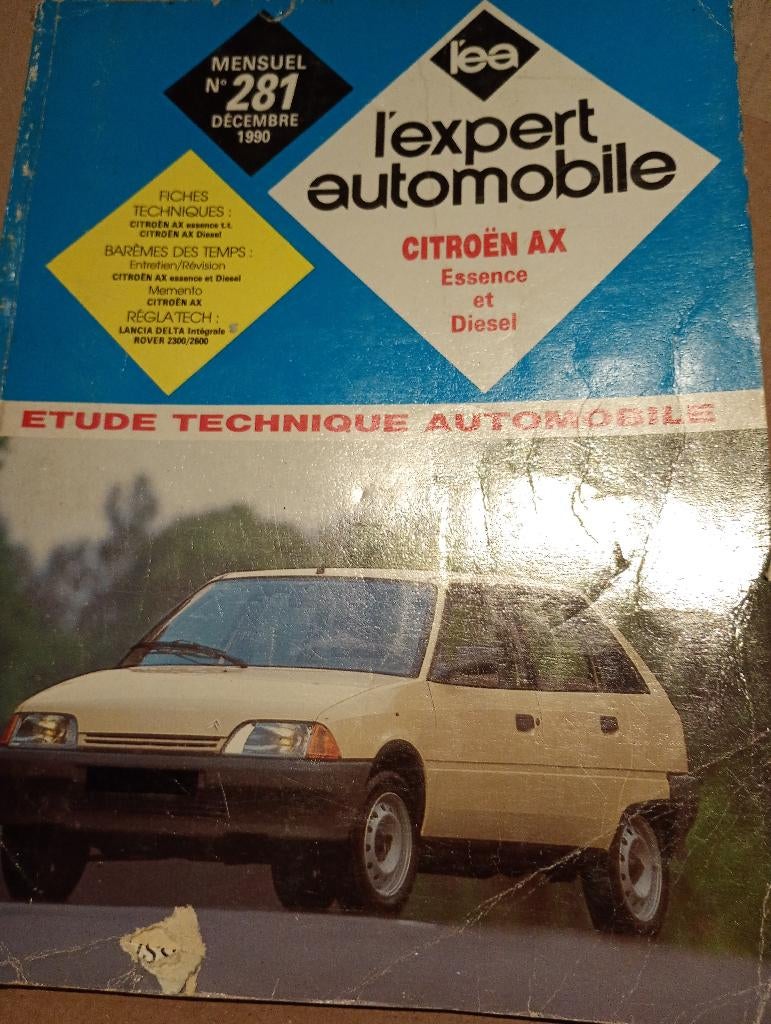 MENSUEL
N° 281
DÉCEMBRE
1990
l'ea
l'expert
automobile
CITROËN AX
Essence
et
Diesel
FICHES
TECHNIQUES :
CITROËN AX essence t.t.
CITROËN AX Diesel
BARÈMES DES TEMPS :
Entretien/Révision
CITROËN AX essence et Diesel
Memento
CITROËN AX
RÉGLATECH :
LANCIA DELTA Intégrale
ROVER 2300/2600
ETUDE TECHNIQUE AUTOMOBILE